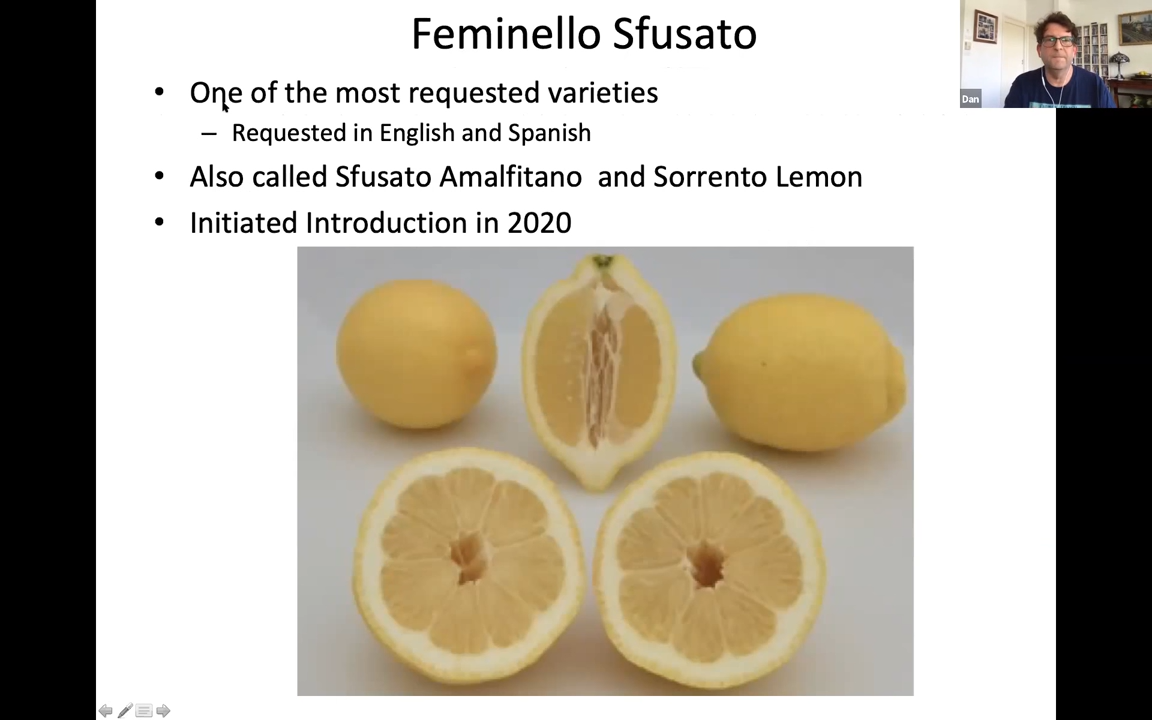 Feminello Sfusato
• One of the most requested varieties
– Requested in English and Spanish
• Also called Sfusato Amalfitano and Sorrento Lemon
• Initiated Introduction in 2020
Dan